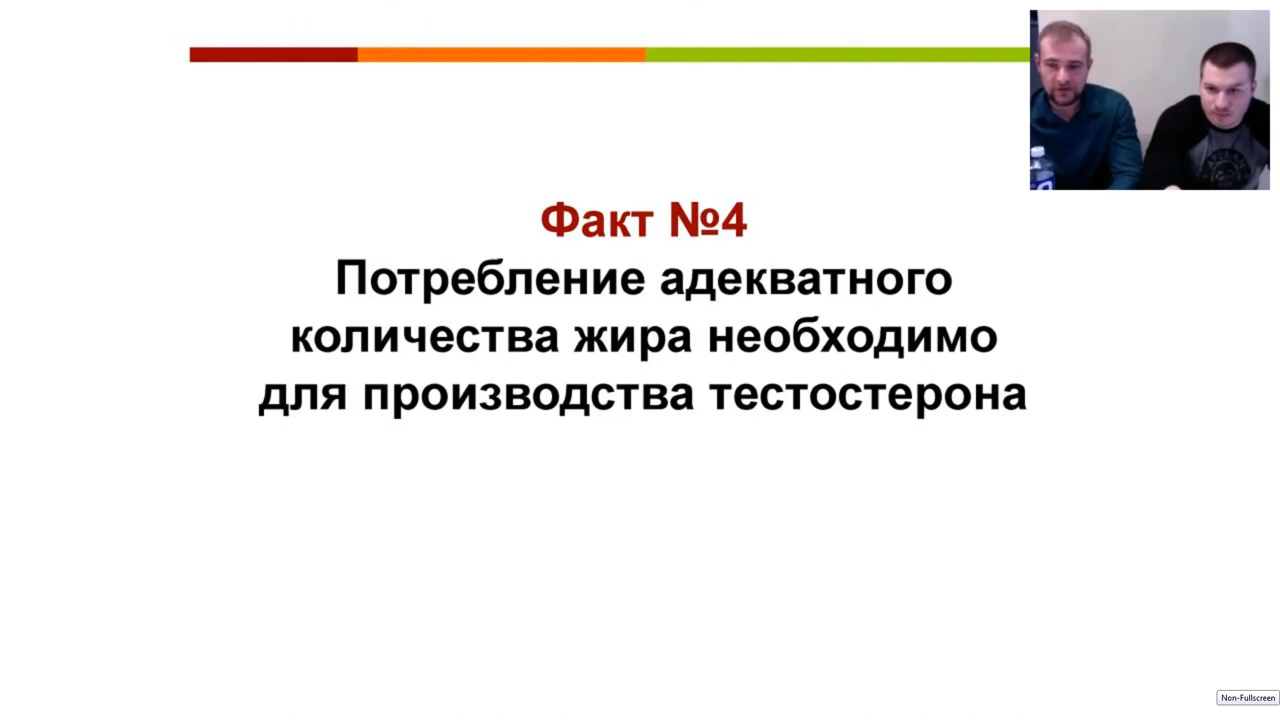 Факт №4
Потребление адекватного
количества жира необходимо
для производства тестостерона
Non-Fullscreen